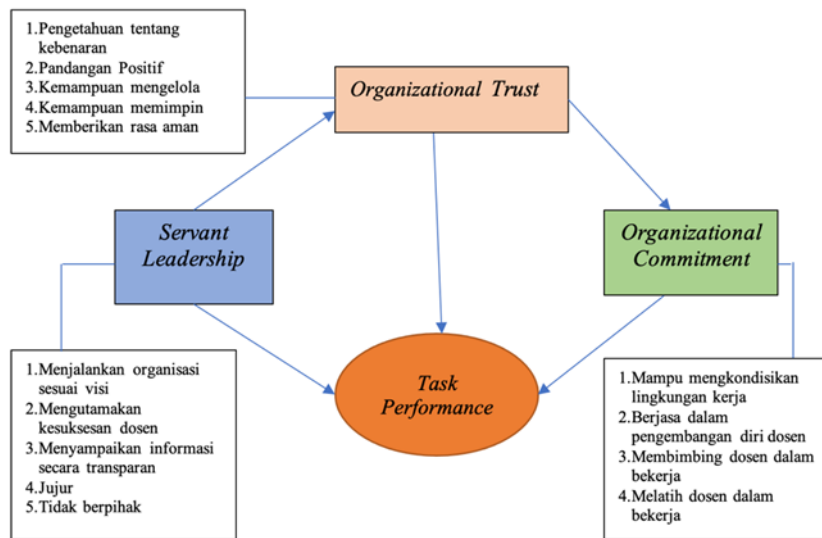 1.Pengetahuan tentang
kebenaran
2.Pandangan Positif
3.Kemampuan mengelola
4.Kemampuan memimpin
5.Memberikan rasa aman
Organizational Trust
Servant
Leadership
Organizational
Commitment
Task
Performance
1.Menjalankan organisasi
sesuai visi
2.Mengutamakan
kesuksesan dosen
3.Menyampaikan informasi
secara transparan
4.Jujur
5.Tidak berpihak
1.Mampu mengkondisikan
lingkungan kerja
2.Berjasa dalam
pengembangan diri dosen
3.Membimbing dosen dalam
bekerja
4.Melatih dosen dalam
bekerja